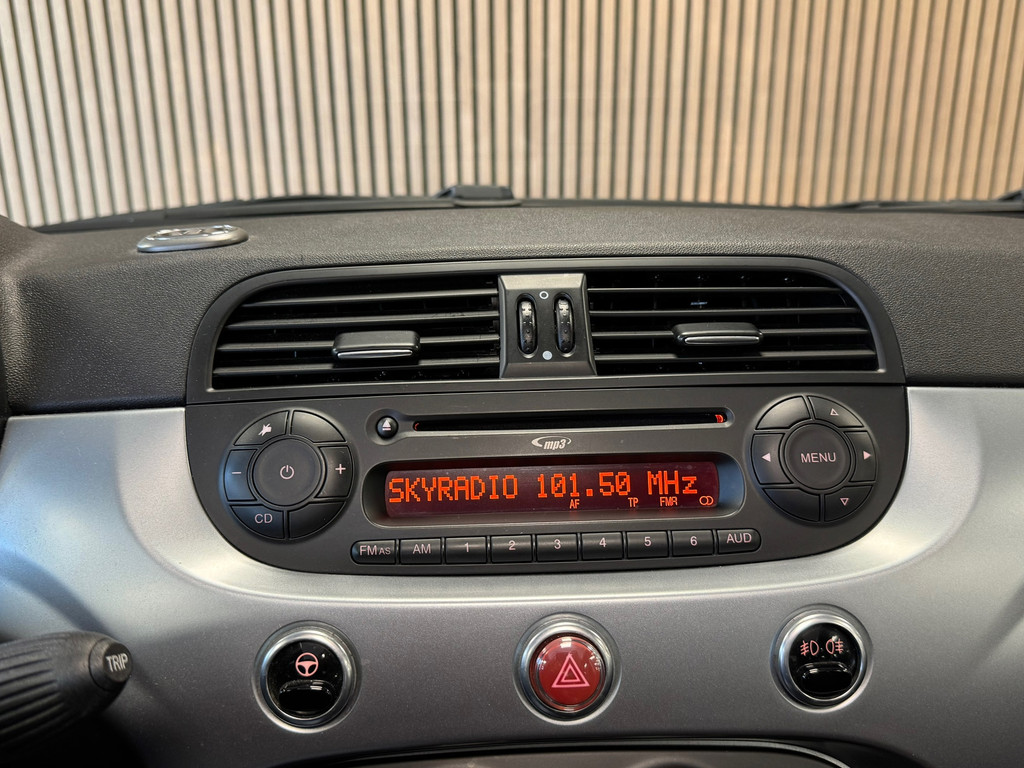 mp3
SKYRADIO 101.50 MHz
AF TP FMR
MENU
CD
FM AS AM 1 2 3 4 5 6 AUD
TRIP